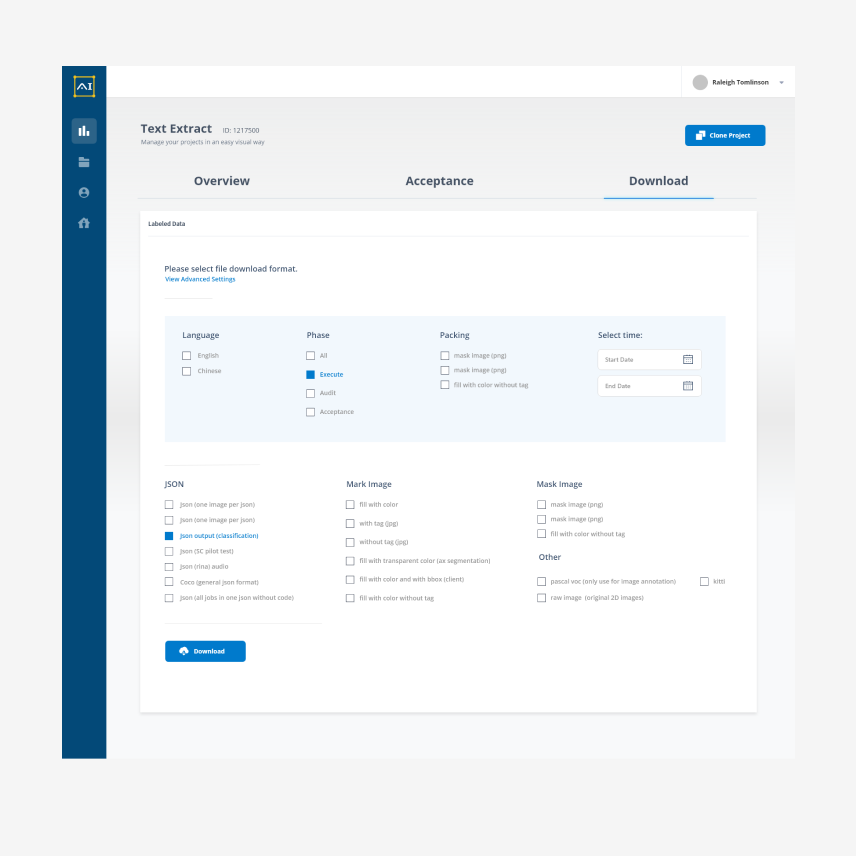 AI
Raleigh Tomlinson
Text Extract
ID: 1217500
Manage your projects in an easy visual way
Clone Project
Overview
Acceptance
Download
Labeled Data
Please select file download format.
View Advanced Settings
Language
English
Chinese
Phase
All
Execute
Audit
Acceptance
Packing
mask image (png)
mask image (png)
fill with color without tag
Select time:
Start Date
End Date
JSON
Json (one image per json)
Json (one image per json)
Json output (classification)
Json (SC pilot test)
Json (rina) audio
Coco (general json format)
Json (all jobs in one json without code)
Mark Image
fill with color
with tag (jpg)
without tag (jpg)
fill with transparent color (ax segmentation)
fill with color and with bbox (client)
fill with color without tag
Mask Image
mask image (png)
mask image (png)
fill with color without tag
Other
pascal voc (only use for image annotation)
kitti
raw image (original 2D images)
Download